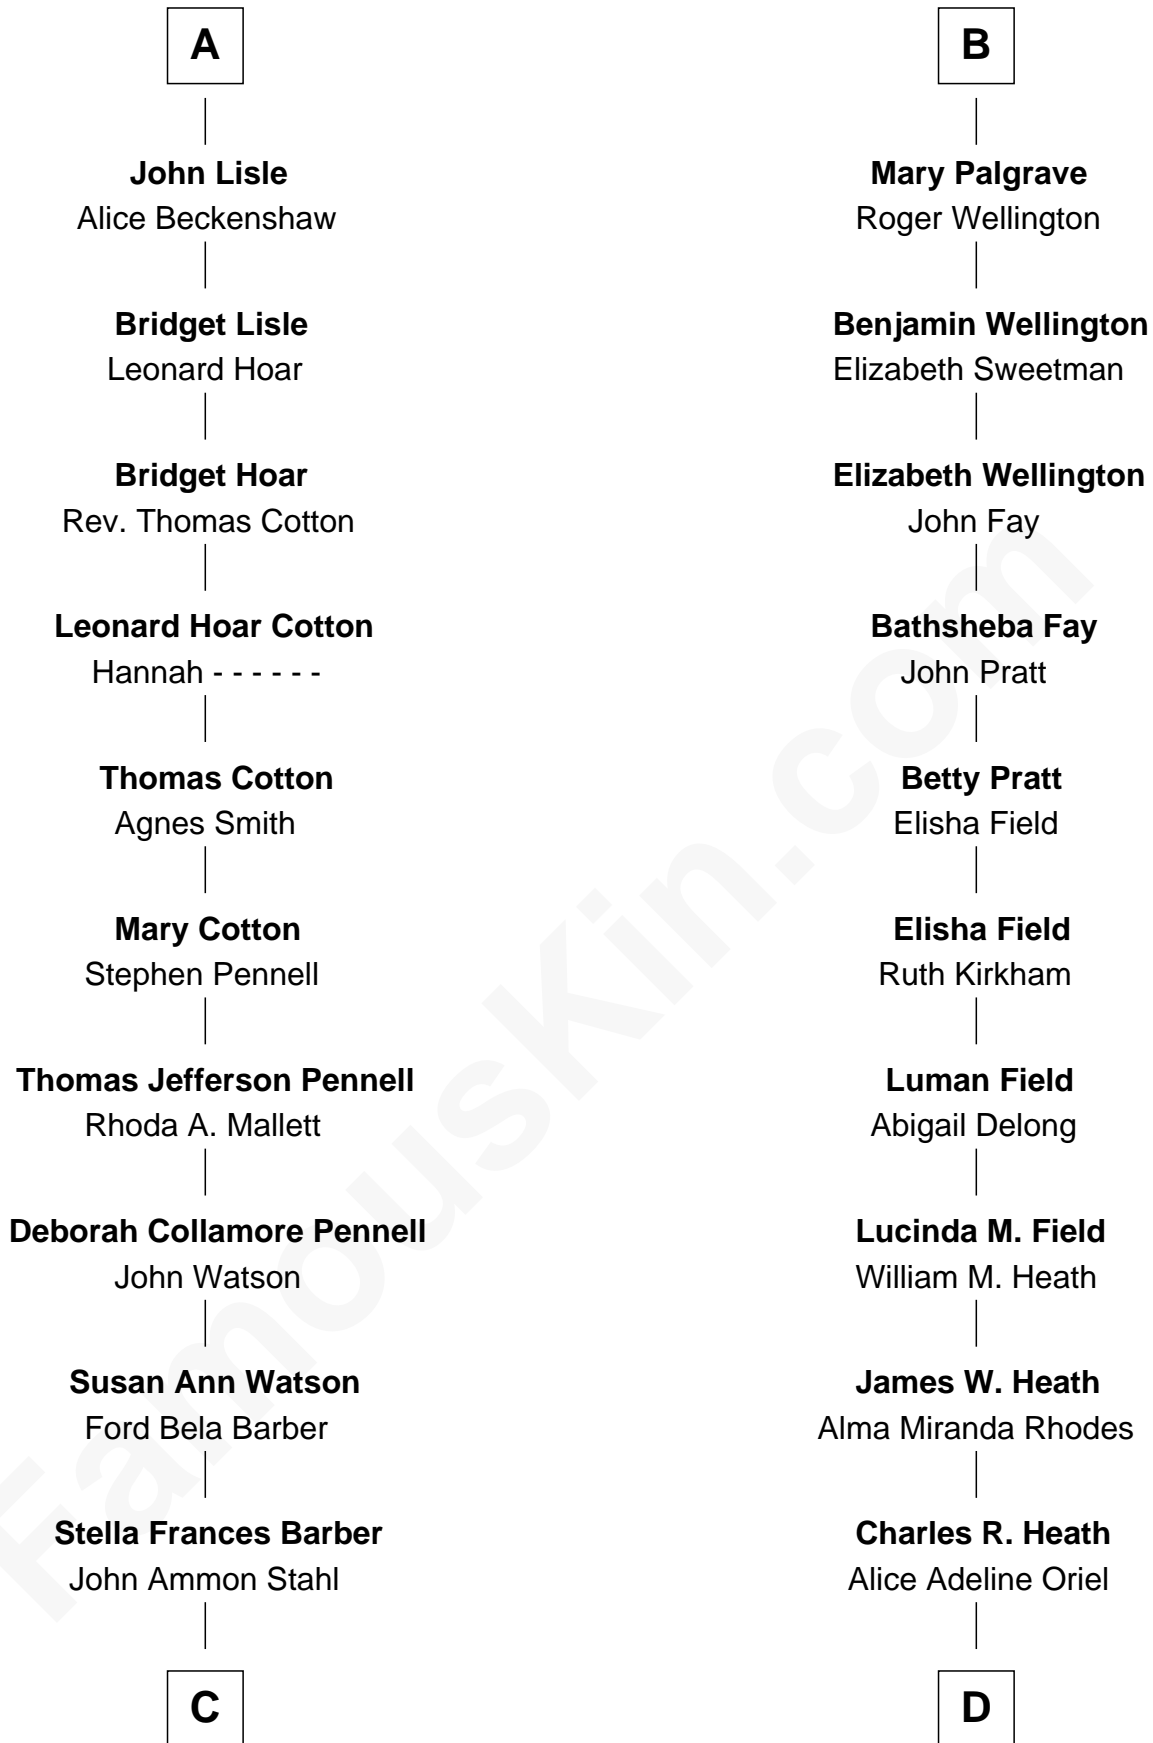 A
John Lisle
Alice Beckenshaw
Bridget Lisle
Leonard Hoar
Bridget Hoar
Rev. Thomas Cotton
Leonard Hoar Cotton
Hannah - - - - - -
Thomas Cotton
Agnes Smith
Mary Cotton
Stephen Pennell
Thomas Jefferson Pennell
Rhoda A. Mallett
Deborah Collamore Pennell
John Watson
Susan Ann Watson
Ford Bela Barber
Stella Frances Barber
John Ammon Stahl
C
B
Mary Palgrave
Roger Wellington
Benjamin Wellington
Elizabeth Sweetman
Elizabeth Wellington
John Fay
Bathsheba Fay
John Pratt
Betty Pratt
Elisha Field
Elisha Field
Ruth Kirkham
Luman Field
Abigail Delong
Lucinda M. Field
William M. Heath
James W. Heath
Alma Miranda Rhodes
Charles R. Heath
Alice Adeline Oriel
D
FamousKin.com